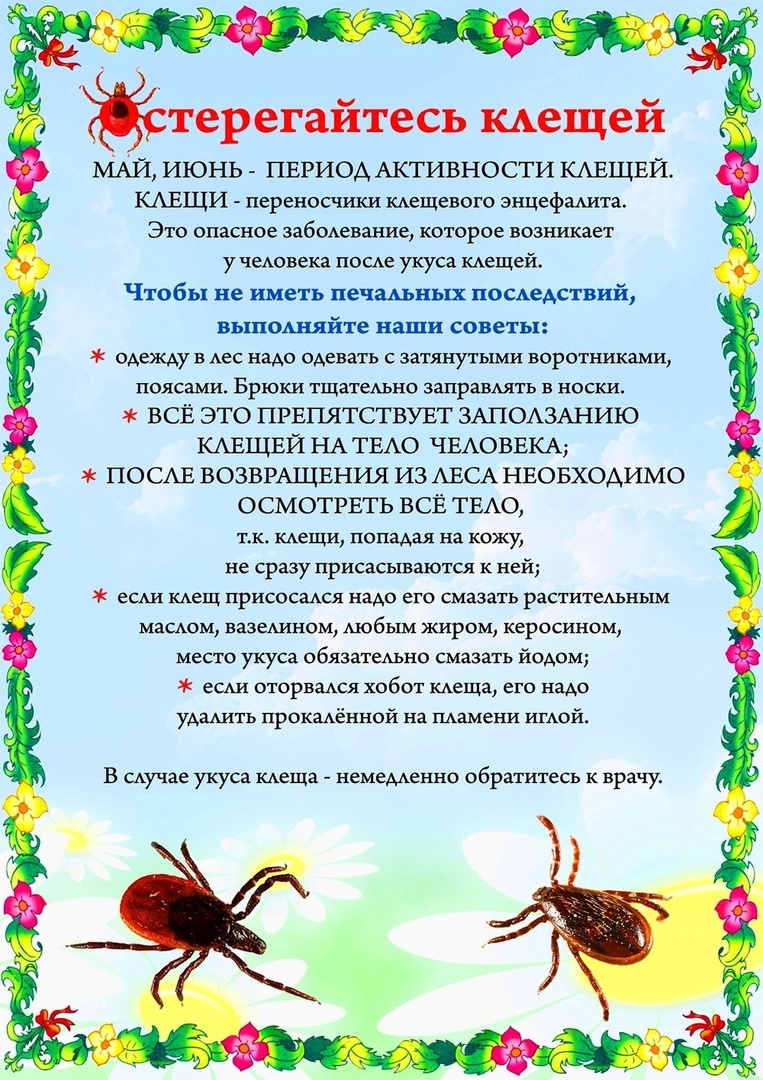 Остерегайтесь клещей
МАЙ, ИЮНЬ - ПЕРИОД АКТИВНОСТИ КЛЕЩЕЙ.
КЛЕЩИ - переносчики клещевого энцефалита.
Это опасное заболевание, которое возникает
у человека после укуса клещей.
Чтобы не иметь печальных последствий,
выполняйте наши советы:
* одежду в лес надо одевать с затянутыми воротниками,
поясами. Брюки тщательно заправлять в носки.
* ВСЁ ЭТО ПРЕПЯТСТВУЕТ ЗАПОЛЗАНИЮ
КЛЕЩЕЙ НА ТЕЛО ЧЕЛОВЕКА;
* ПОСЛЕ ВОЗВРАЩЕНИЯ ИЗ ЛЕСА НЕОБХОДИМО
ОСМОТРЕТЬ ВСЁ ТЕЛО,
т.к. клещи, попадая на кожу,
не сразу присасываются к ней;
* если клещ присосался надо его смазать растительным
маслом, вазелином, любым жиром, керосином,
место укуса обязательно смазать йодом;
* если оторвался хобот клеща, его надо
удалить прокалённой на пламени иглой.
В случае укуса клеща - немедленно обратитесь к врачу.